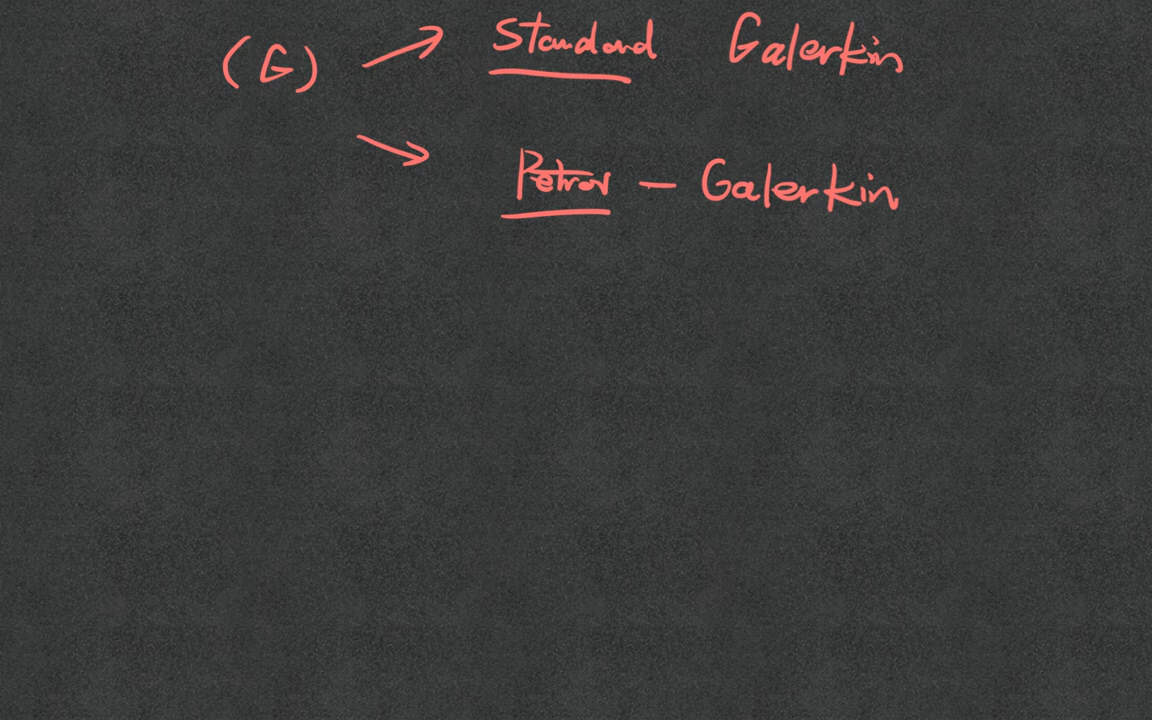 (G) → Standard Galerkin
→ Petrov - Galerkin